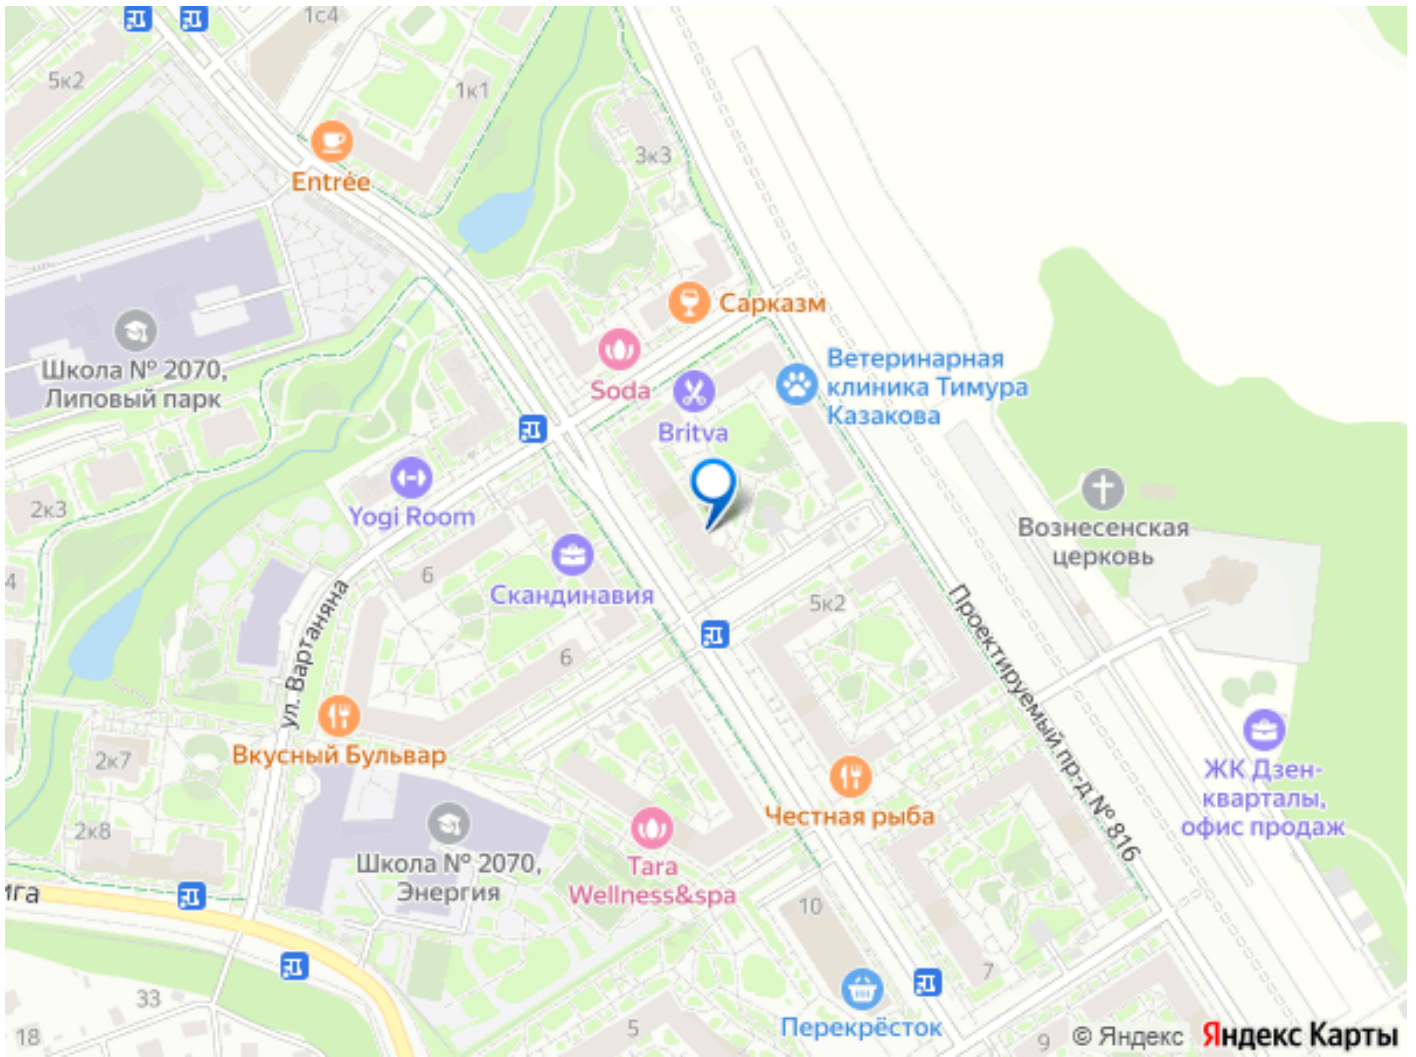 1с4
5к2
1к1
3к3
Entrée
Сарказм
Школа № 2070,
Липовый парк
Soda
Ветеринарная
клиника Тимура
Казакова
Britva
2к3
Yogi Room
Вознесенская
церковь
4
6
Скандинавия
5к2
ул. Вартаняна
Проектируемый пр-д № 816
6
2к7
Вкусный Бульвар
ЖК Дзен-
кварталы,
офис продаж
2к8
Честная рыба
Школа № 2070,
Энергия
Tara
Wellness&spa
ига
10
7
33
18
5
Перекрёсток
9
© Яндекс Яндекс Карты